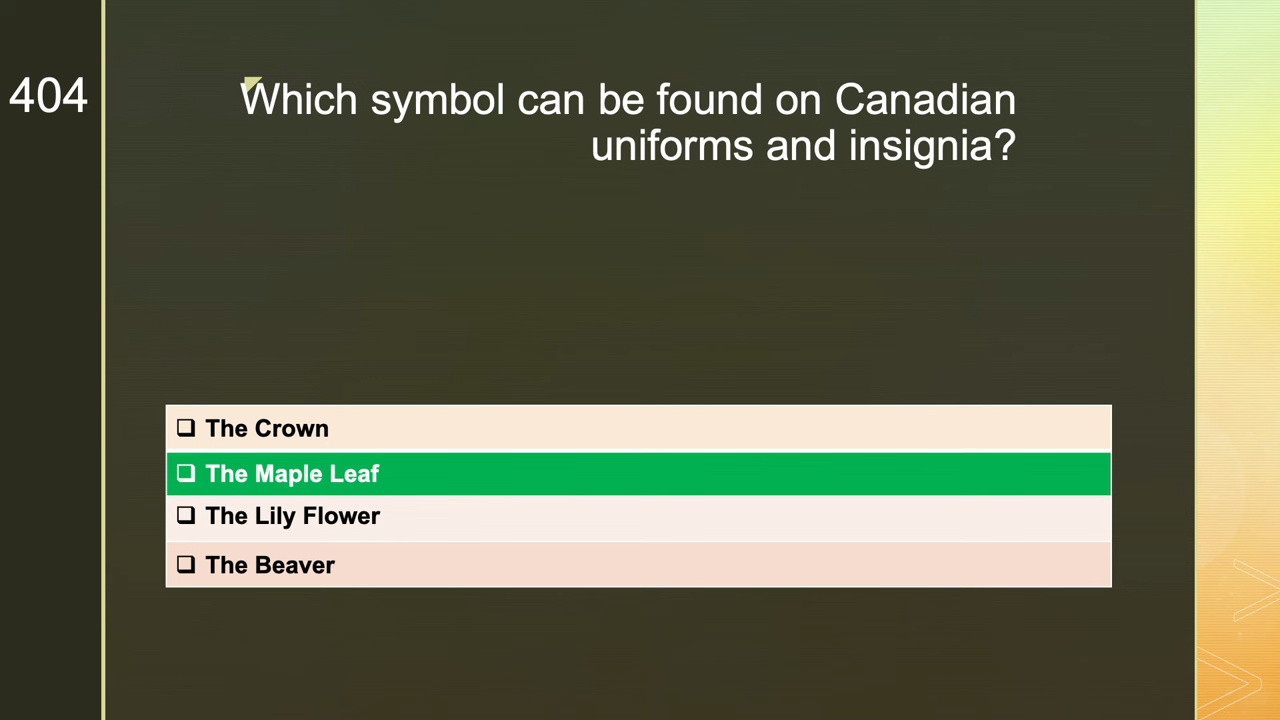 404
Which symbol can be found on Canadian
uniforms and insignia?
❑ The Crown
❑ The Maple Leaf
❑ The Lily Flower
❑ The Beaver